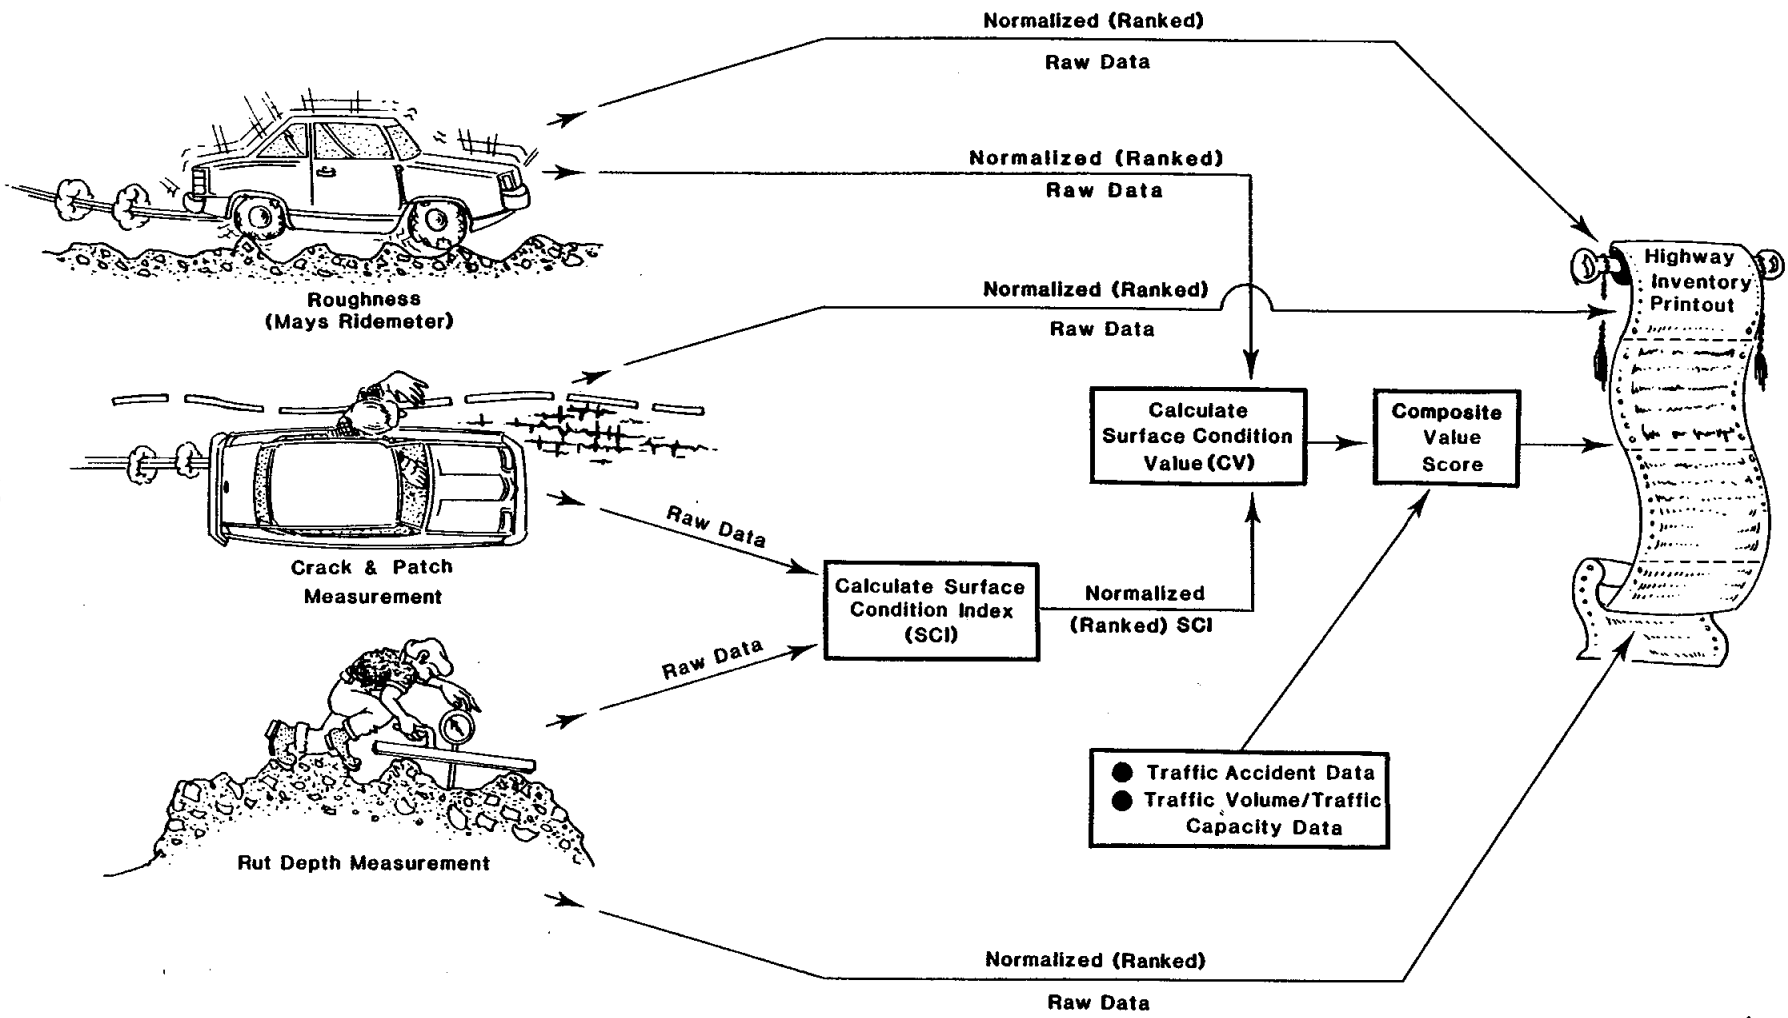 Normalized (Ranked)
Raw Data
Normalized (Ranked)
Raw Data
Roughness
(Mays Ridemeter)
Normalized (Ranked)
Raw Data
Highway
Inventory
Printout
Calculate
Surface Condition
Value (CV)
Composite
Value
Score
Crack & Patch
Measurement
Raw Data
Calculate Surface
Condition Index
(SCI)
Normalized
(Ranked) SCI
Raw Data
Rut Depth Measurement
● Traffic Accident Data
● Traffic Volume/Traffic
Capacity Data
Normalized (Ranked)
Raw Data